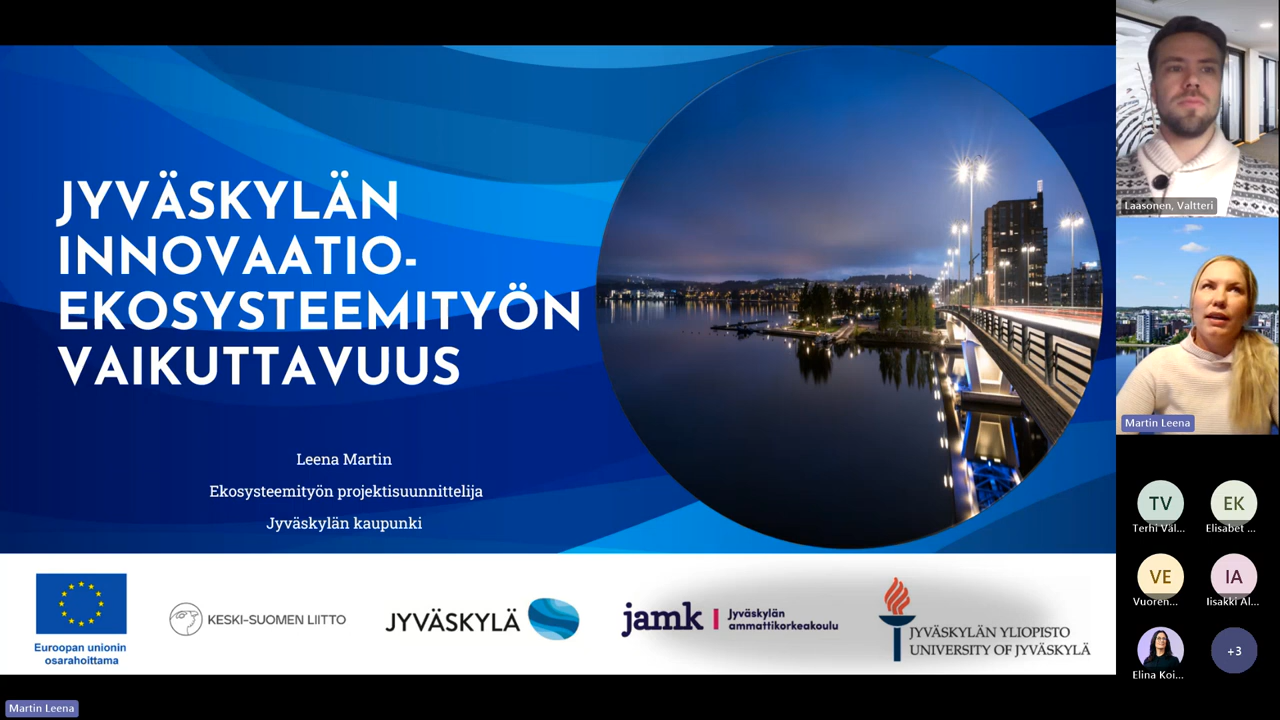 JYVÄSKYLÄN
INNOVAATIO-
EKOSYSTEEMITYÖN
VAIKUTTAVUUS
Leena Martin
Ekosysteemityön projektisuunnittelija
Jyväskylän kaupunki
Euroopan unionin
osarahoittama
KESKI-SUOMEN LIITTO
JYVÄSKYLÄ
jamk
Jyväskylän
ammattikorkeakoulu
JYVÄSKYLÄN YLIOPISTO
UNIVERSITY OF JYVÄSKYLÄ
Laasonen, Valtteri
Martin Leena
TV
EK
Terhi Väl...
Elisabet ...
VE
IA
Vuoren...
Iisakki Al...
+3
Elina Koi...
Martin Leena